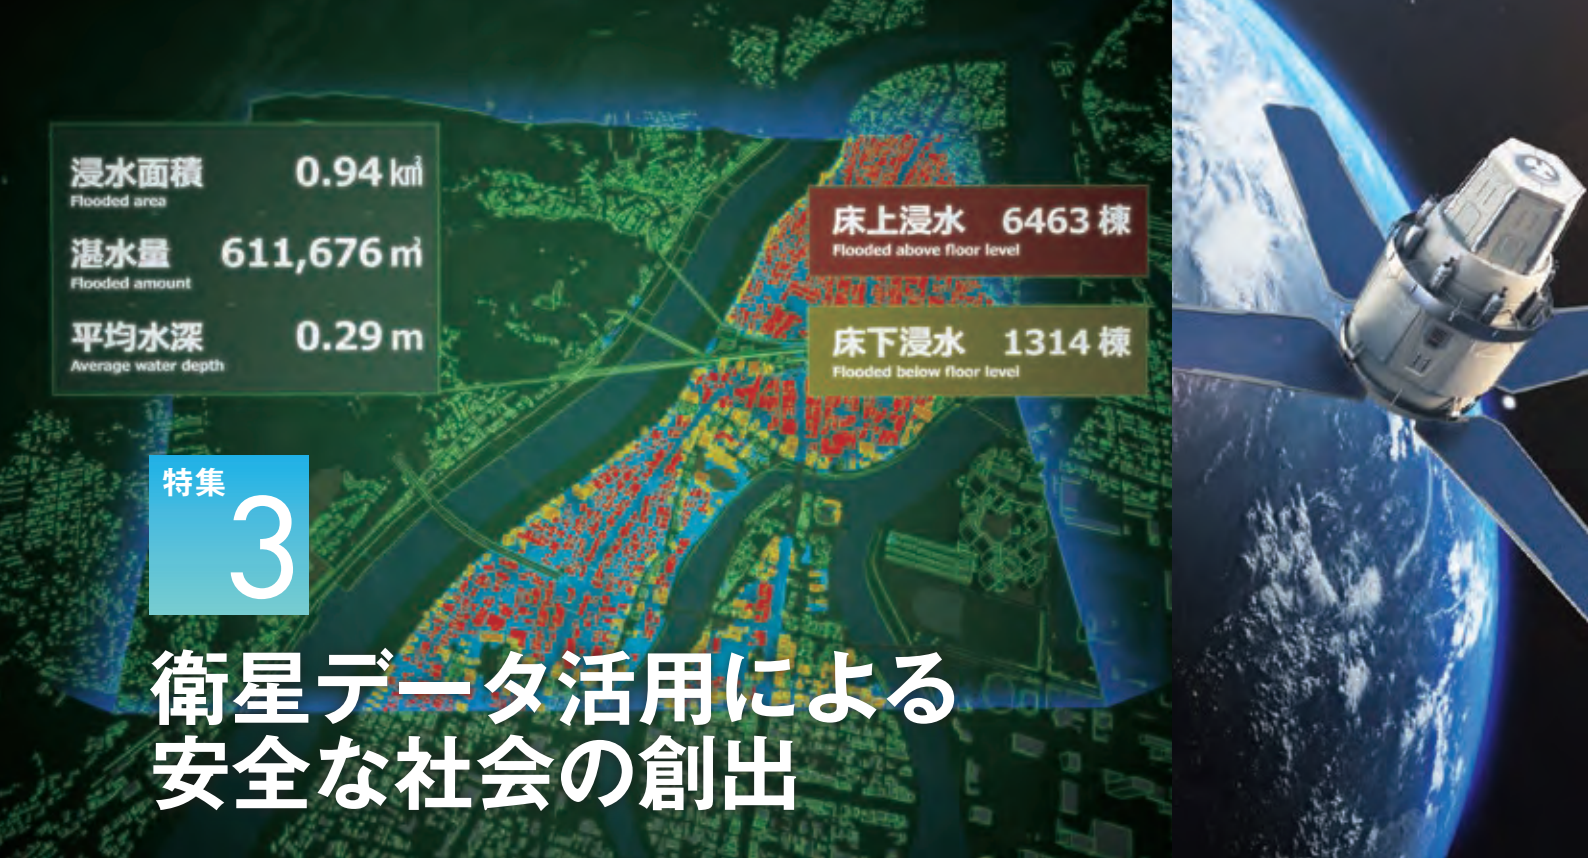 浸水面積 0.94 k㎥
Flooded area
湛水量 611,676 ㎥
Flooded amount
平均水深 0.29 m
Average water depth
床上浸水 6463 棟
Flooded above floor level
床下浸水 1314 棟
Flooded below floor level
特集
3
衛星データ活用による
安全な社会の創出